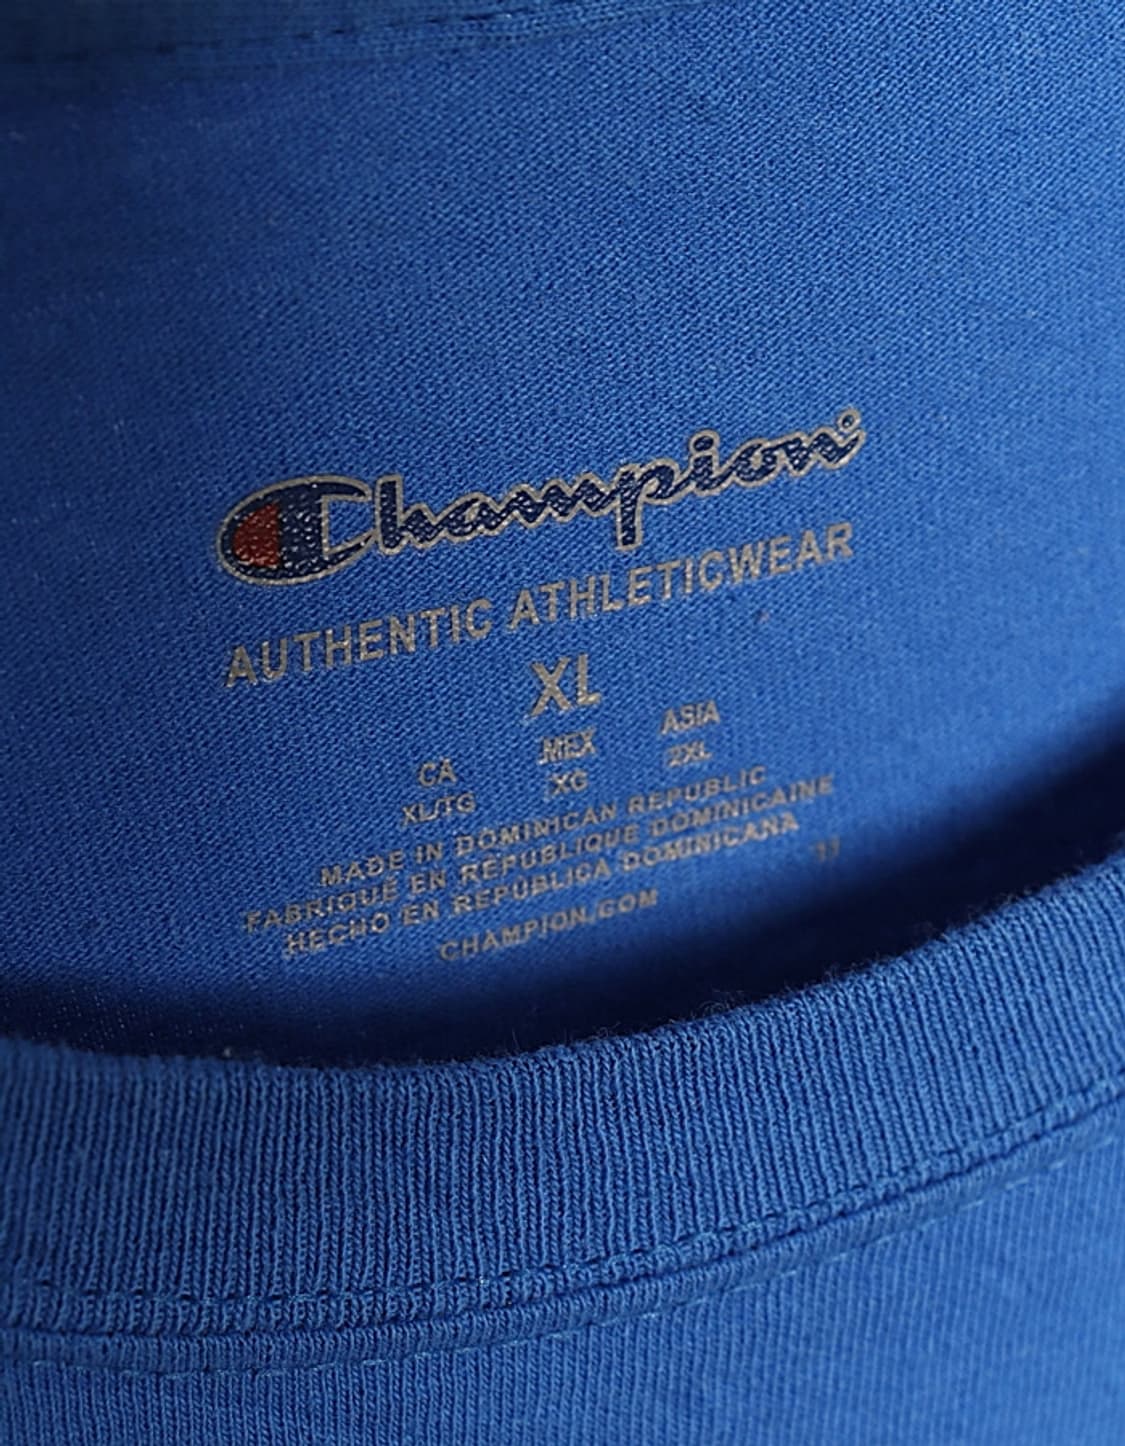 Champion®
AUTHENTIC ATHLETICWEAR
XL
CA MEX ASIA
XL/TG XG 2XL
MADE IN DOMINICAN REPUBLIC
FABRIQUÉ EN RÉPUBLIQUE DOMINICAINE
HECHO EN REPÚBLICA DOMINICANA
CHAMPION.COM